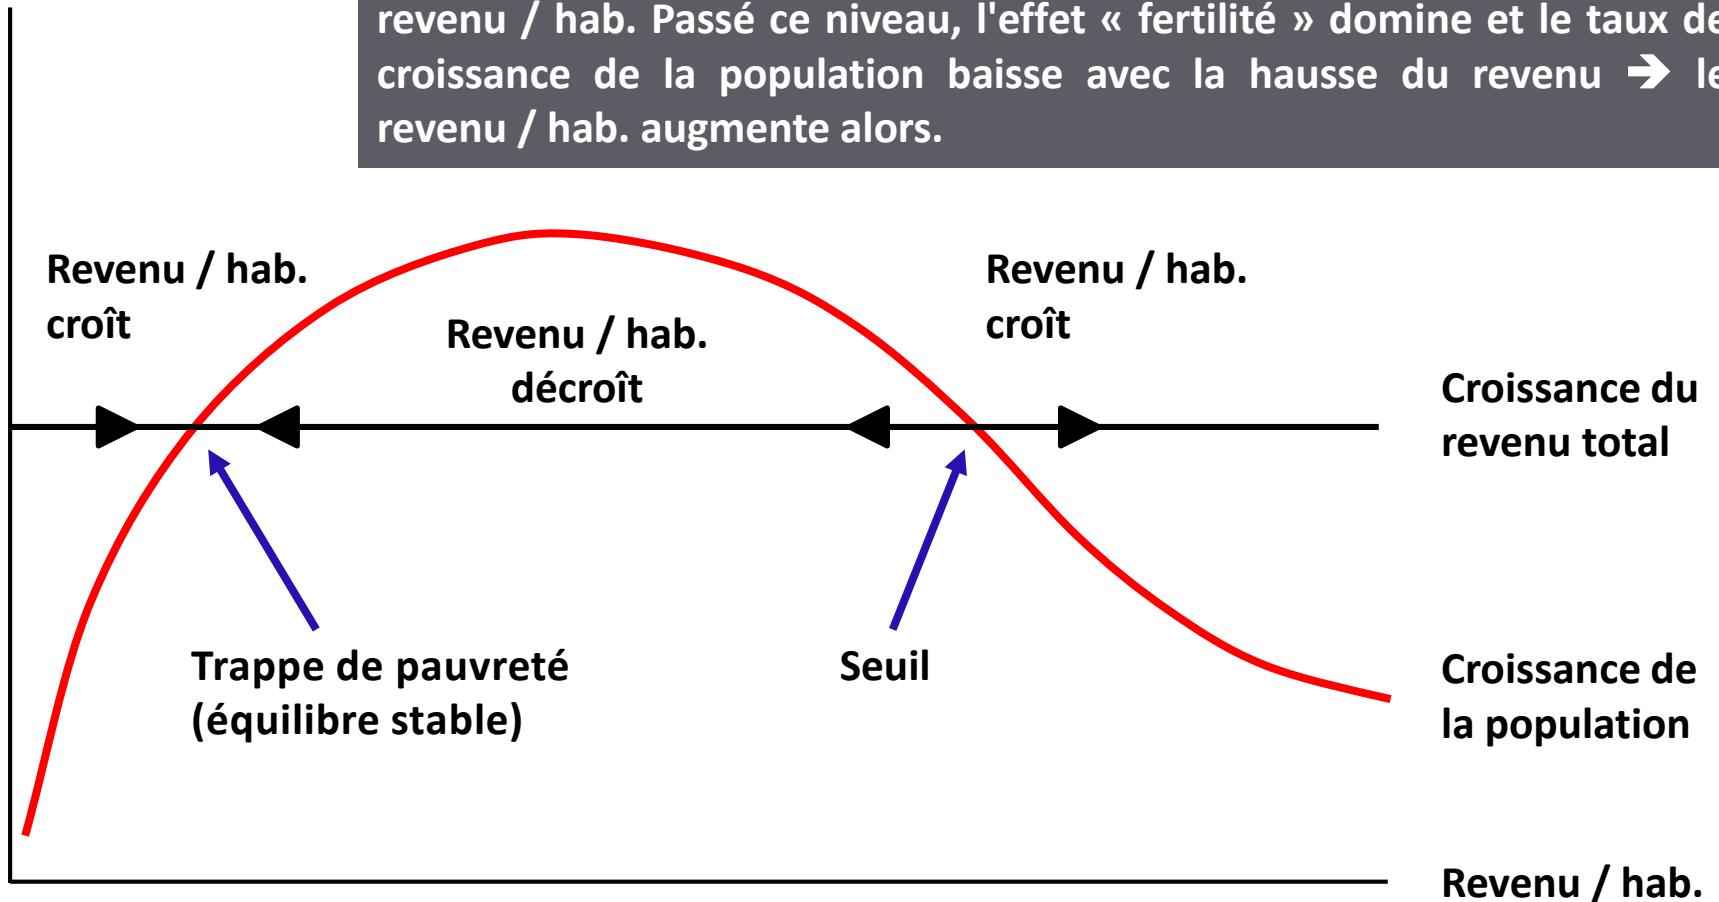 revenu / hab. Passé ce niveau, l'effet « fertilité » domine et le taux de
croissance de la population baisse avec la hausse du revenu ➔ le
revenu / hab. augmente alors.
Revenu / hab.
croît
Revenu / hab.
décroît
Revenu / hab.
croît
Croissance du
revenu total
Trappe de pauvreté
(équilibre stable)
Seuil
Croissance de
la population
Revenu / hab.